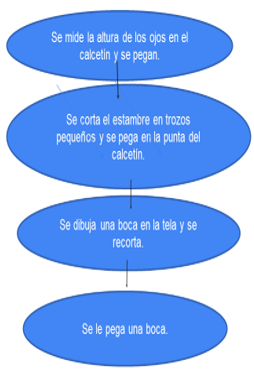 Se mide la altura de los ojos en el
calcetín y se pegan.
Se corta el estambre en trozos
pequeños y se pega en la punta del
calcetín.
Se dibuja una boca en la tela y se
recorta.
Se le pega una boca.